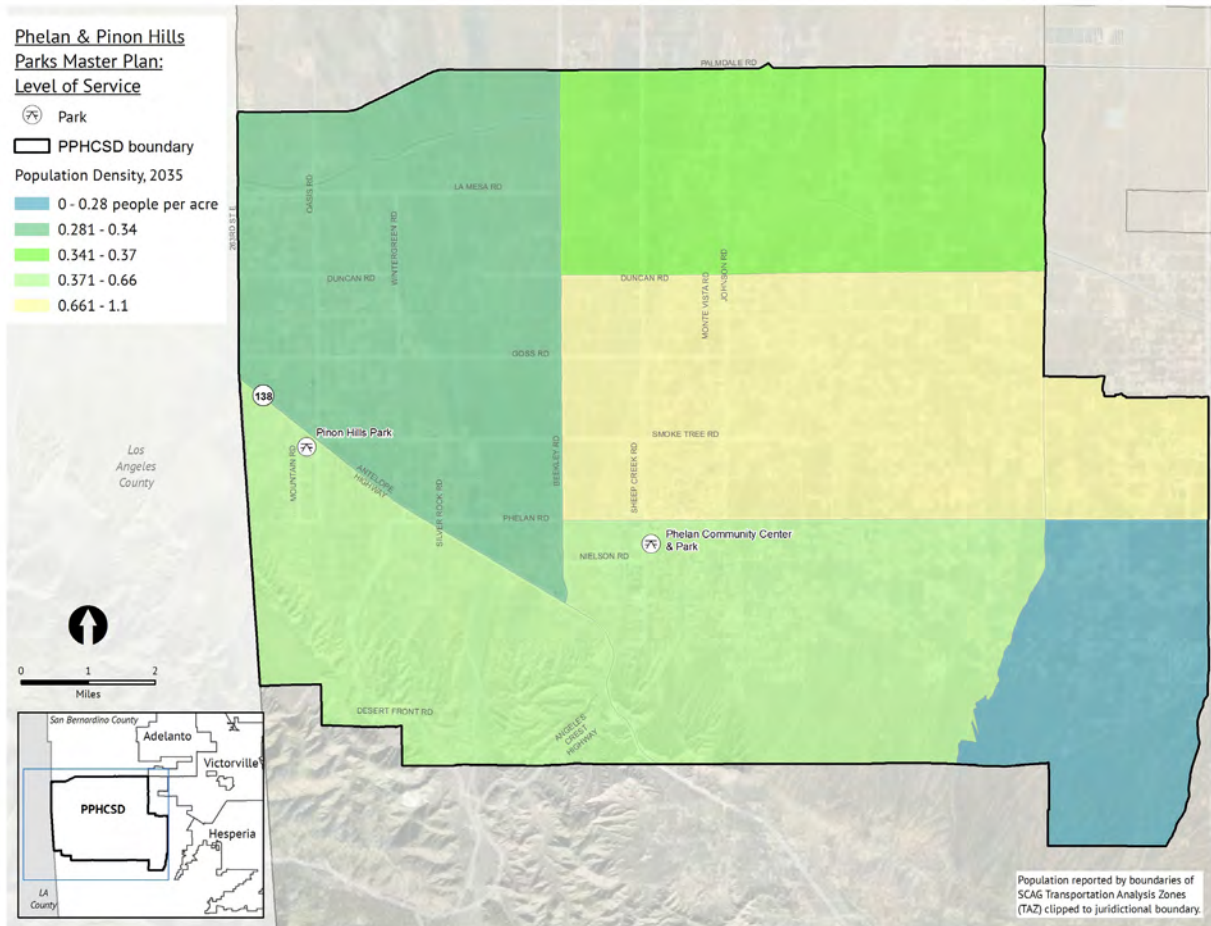 Phelan & Pinon Hills
Parks Master Plan:
Level of Service
Park
PPHCSD boundary
Population Density, 2035
0 - 0.28 people per acre
0.281 - 0.34
0.341 - 0.37
0.371 - 0.66
0.661 - 1.1
PALMDALE RD
263RD ST E
OASIS RD
LA MESA RD
WINTERGREEN RD
DUNCAN RD
DUNCAN RD
MONTE VISTA RD
JOHNSON RD
GOSS RD
138
Pinon Hills Park
MOUNTAIN RD
ANTELOPE
HIGHWAY
SILVER ROCK RD
BEEKLEY RD
SMOKE TREE RD
SHEEP CREEK RD
PHELAN RD
Phelan Community Center
& Park
NIELSON RD
Los
Angeles
County
DESERT FRONT RD
ANGELES
CREST
HIGHWAY
0 1 2
Miles
San Bernardino County
Adelanto
Victorville
PPHCSD
Hesperia
LA
County
Population reported by boundaries of
SCAG Transportation Analysis Zones
(TAZ) clipped to juridictional boundary.